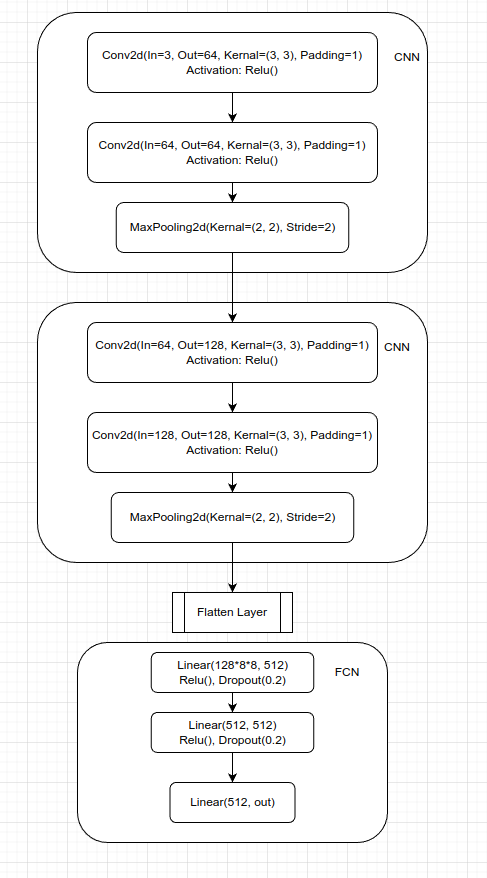 Conv2d(In=3, Out=64, Kernal=(3, 3), Padding=1)
Activation: Relu()
CNN
Conv2d(In=64, Out=64, Kernal=(3, 3), Padding=1)
Activation: Relu()
MaxPooling2d(Kernal=(2, 2), Stride=2)
Conv2d(In=64, Out=128, Kernal=(3, 3), Padding=1)
Activation: Relu()
CNN
Conv2d(In=128, Out=128, Kernal=(3, 3), Padding=1)
Activation: Relu()
MaxPooling2d(Kernal=(2, 2), Stride=2)
Flatten Layer
Linear(128*8*8, 512)
Relu(), Dropout(0.2)
FCN
Linear(512, 512)
Relu(), Dropout(0.2)
Linear(512, out)